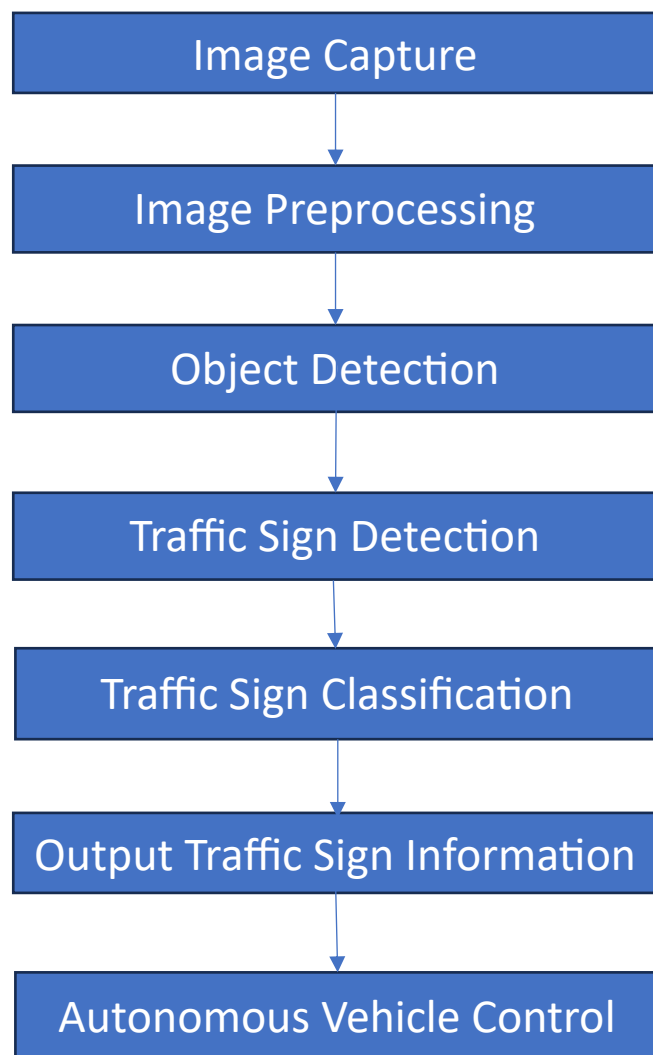 Image Capture
Image Preprocessing
Object Detection
Traffic Sign Detection
Traffic Sign Classification
Output Traffic Sign Information
Autonomous Vehicle Control